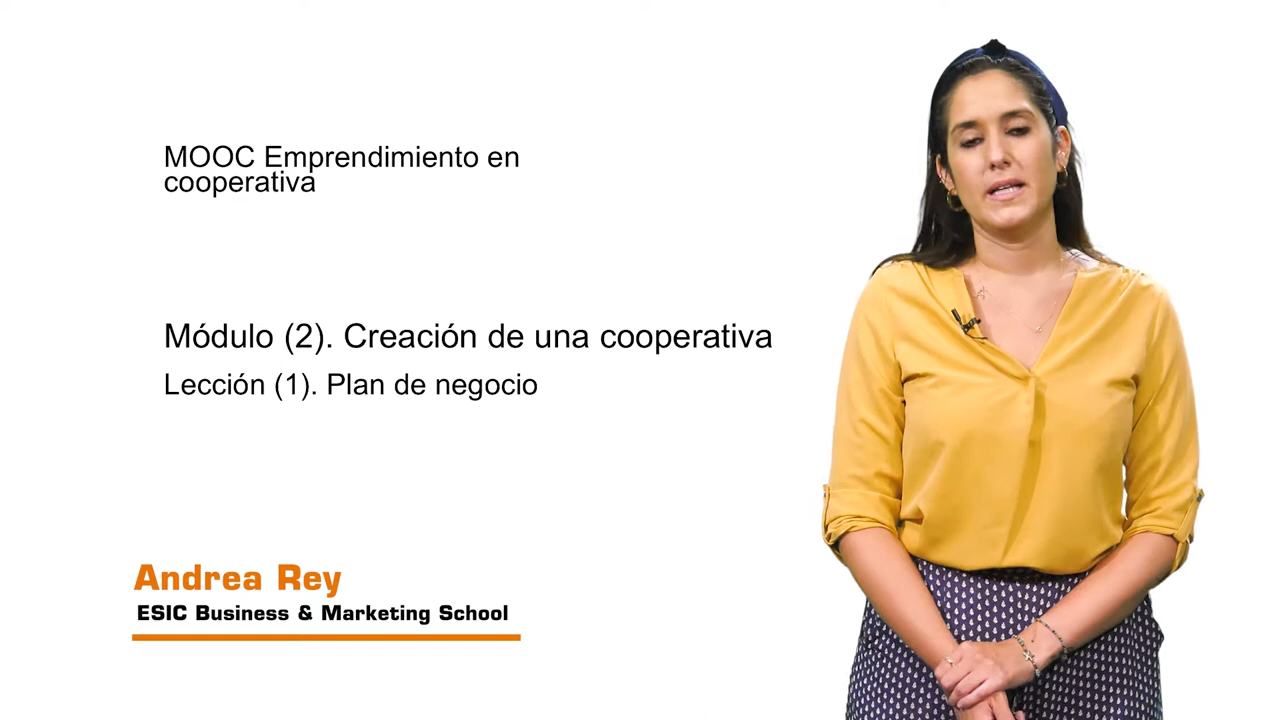 MOOC Emprendimiento en
cooperativa
Módulo (2). Creación de una cooperativa
Lección (1). Plan de negocio
Andrea Rey
ESIC Business & Marketing School